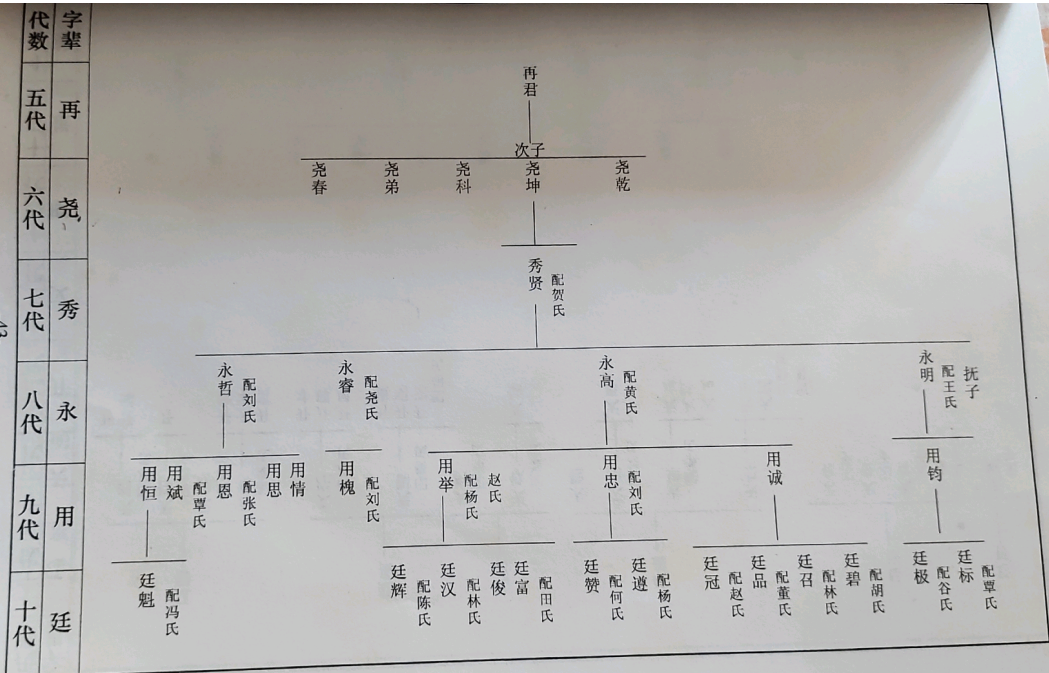 字辈
代数
五代
再
六代
尧
七代
秀
八代
永
九代
用
十代
廷
再君
次子
尧乾
尧坤
尧科
尧弟
尧春
秀贤
配贺氏
抚子
永明
配王氏
永高
配黄氏
永睿
配尧氏
永哲
配刘氏
用钧
用诚
用忠
配刘氏
用举
配杨氏
赵氏
用槐
配刘氏
用情
用思
用恩
配张氏
用斌
配覃氏
用恒
廷标
配覃氏
廷极
配谷氏
廷碧
配胡氏
廷召
配林氏
廷品
配董氏
廷冠
配赵氏
廷遵
配杨氏
廷赞
配何氏
廷富
配田氏
廷俊
廷汉
配林氏
廷辉
配陈氏
廷魁
配冯氏